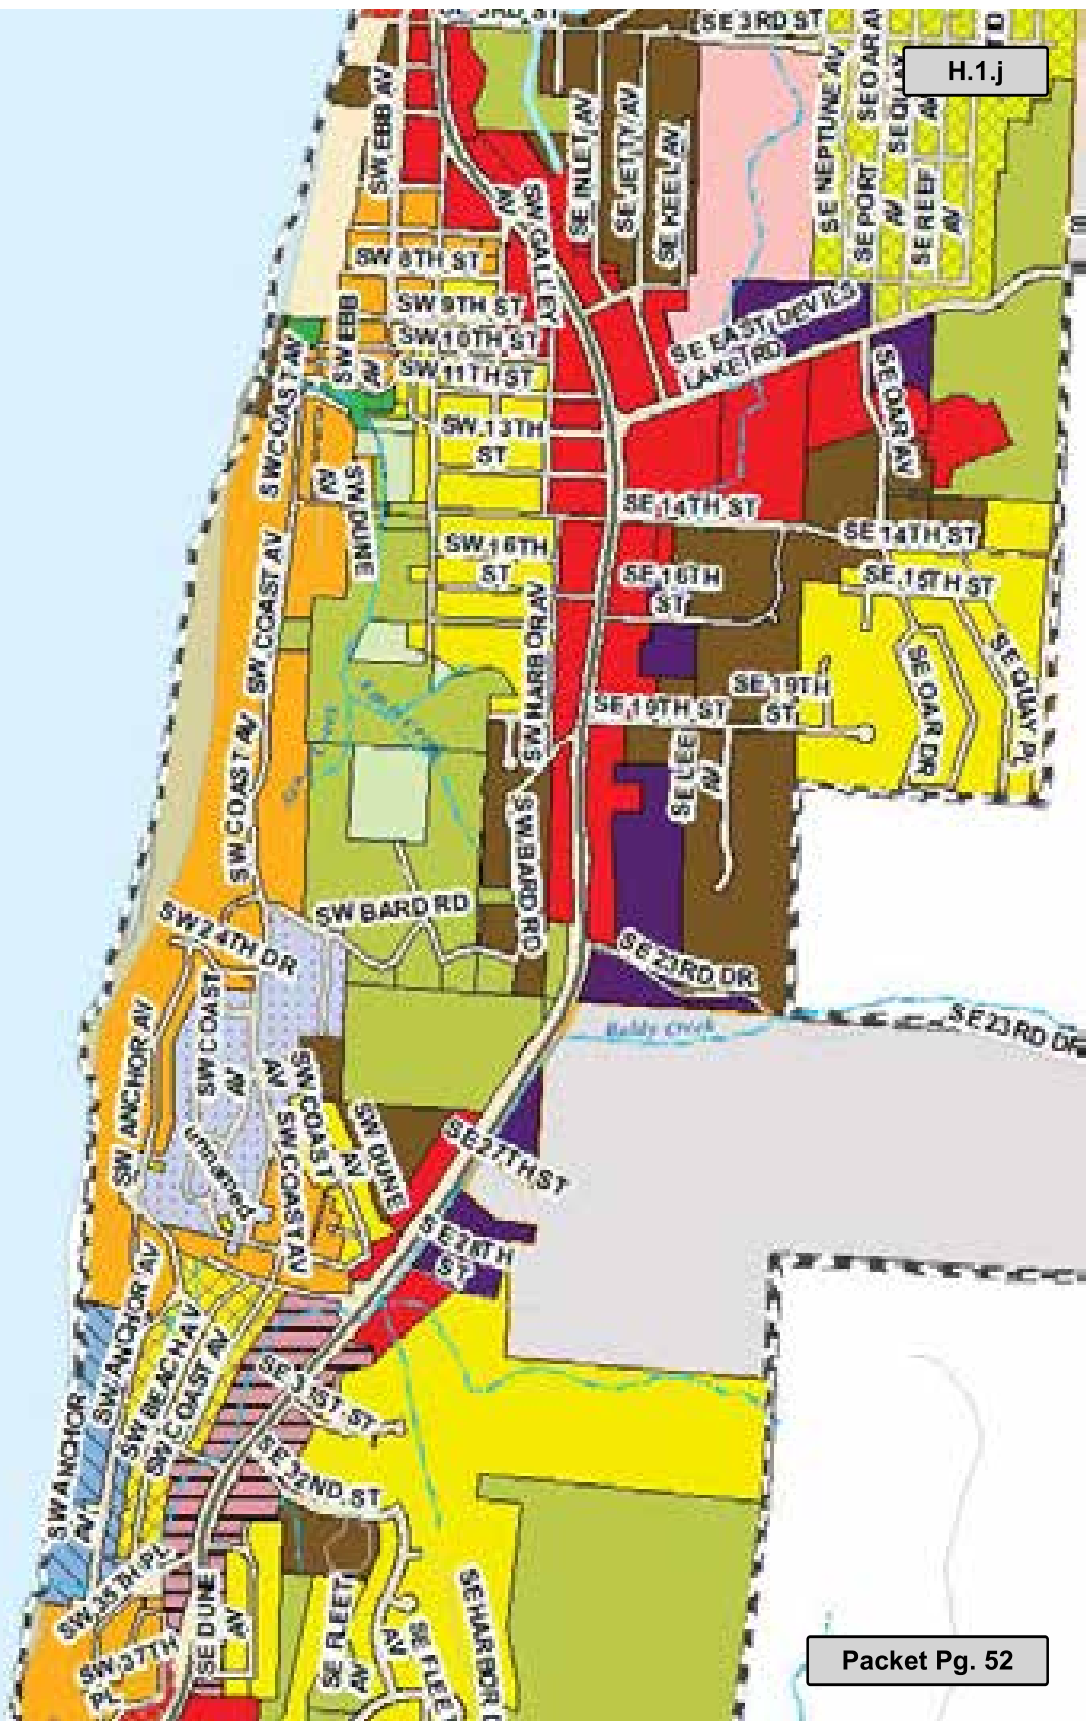 SE 3RD ST
SE 3RD ST
H.1.j
SW EBB AV
SE INLET AV
SE JETTY AV
SE KEEL AV
SE NEPTUNE AV
SE PORT
AV
SE REEF
AV
SW GALLEY
AV
SW 8TH ST
SW 9TH ST
SW 10TH ST
SW 11TH ST
SW EBB
AV
SE EAST DEVILS
LAKE RD
SE OAR AV
SW COAST AV
SW DUNE
AV
SW 13TH
ST
SE 14TH ST
SE 14TH ST
SW 16TH
ST
SE 16TH
ST
SE 15TH ST
SW COAST AV
SW HARBOR AV
SE 19TH ST
SE 19TH
ST
SE OAR DR
SE QUAY PL
SE LEE
AV
SW COAST AV
SW BARD RD
SW BARD RD
SW 24TH DR
SE 23RD DR
Baldy Creek
SE 23RD DR
SW COAST
AV
SW ANCHOR AV
SW COAST
AV
SW DUNE
SW COAST AV
unnamed
SE 27TH ST
SE 28TH
ST
SW ANCHOR AV
SW BEACH AV
SW COAST AV
SW ANCHOR
AV
SE 31ST ST
SE 32ND ST
SW 35TH PL
SW 37TH
PL
SE DUNE
AV
SE FLEET
AV
SE FLEET
AV
SE HARBOR
Packet Pg. 52